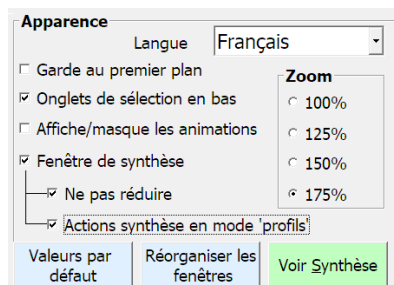 Apparence
Langue Français
Garde au premier plan
Onglets de sélection en bas
Affiche/masque les animations
Fenêtre de synthèse
Ne pas réduire
Actions synthèse en mode 'profils'
Zoom
100%
125%
150%
175%
Valeurs par
défaut
Réorganiser les
fenêtres
Voir Synthèse